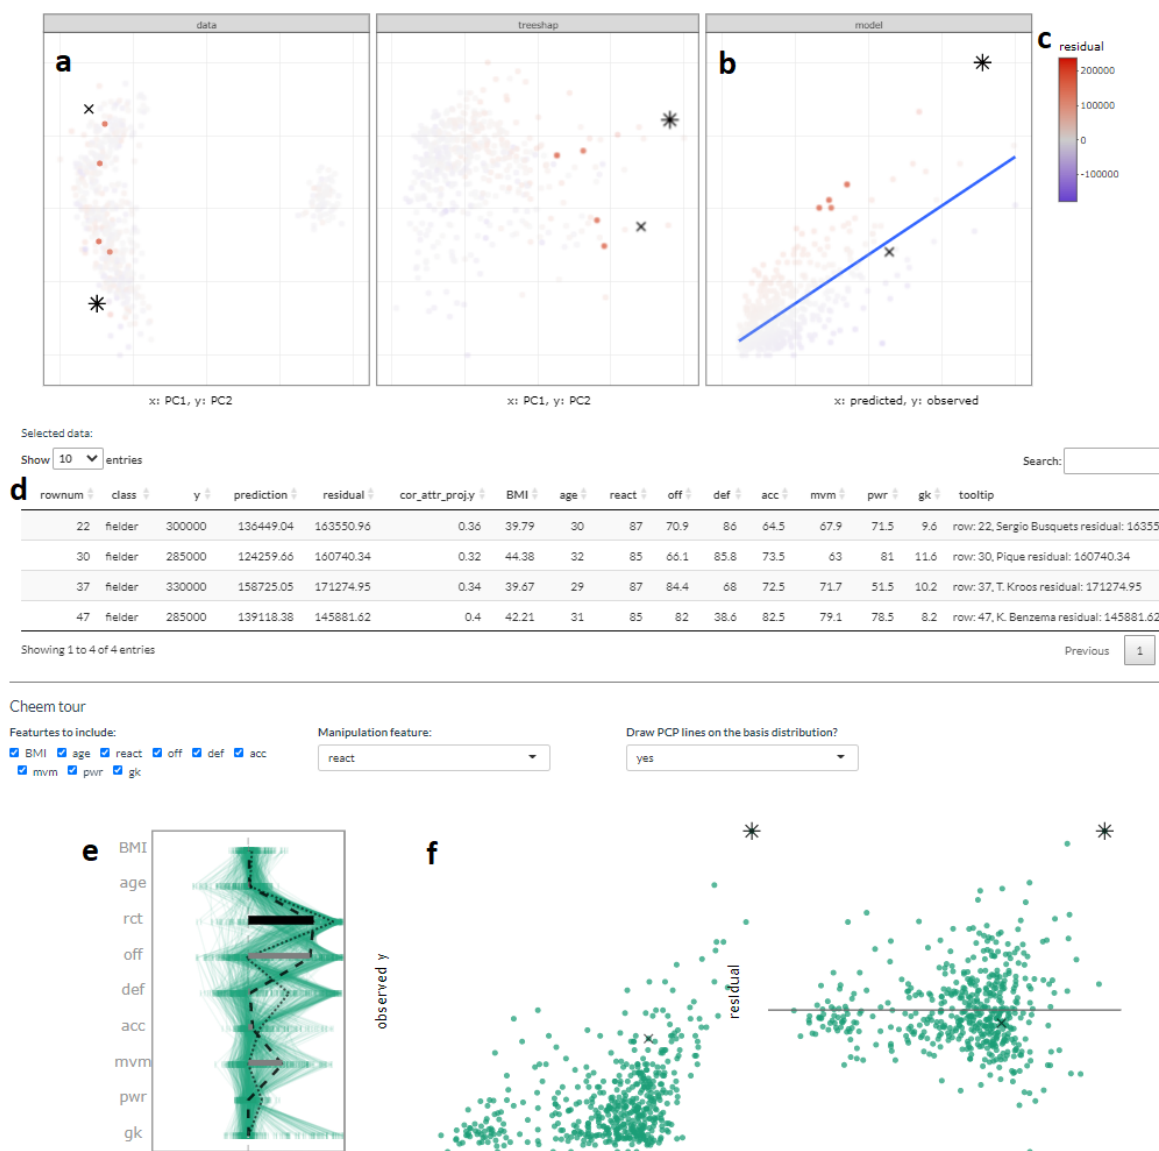 data treeshap model
a b c residual
200000
100000
0
-100000
x: PC1, y: PC2 x: PC1, y: PC2 x: predicted, y: observed
Selected data:
Show 10 entries Search:
d rownum class y prediction residual cor_attr_proj.y BMI age react off def acc mvm pwr gk tooltip
22 fielder 300000 136449.04 163550.96 0.36 39.79 30 87 70.9 86 64.5 67.9 71.5 9.6 row: 22, Sergio Busquets residual: 16355
30 fielder 285000 124259.66 160740.34 0.32 44.38 32 85 66.1 85.8 73.5 63 81 11.6 row: 30, Pique residual: 160740.34
37 fielder 330000 158725.05 171274.95 0.34 39.67 29 87 84.4 68 72.5 71.7 51.5 10.2 row: 37, T. Kroos residual: 171274.95
47 fielder 285000 139118.38 145881.62 0.4 42.21 31 85 82 38.6 82.5 79.1 78.5 8.2 row: 47, K. Benzema residual: 145881.62
Showing 1 to 4 of 4 entries Previous 1
Cheem tour
Featurtes to include: Manipulation feature: Draw PCP lines on the basis distribution?
BMI age react off def acc react yes
mvm pwr gk
e f
BMI
age
rct
off
def
acc
mvm
pwr
gk
observed y
residual